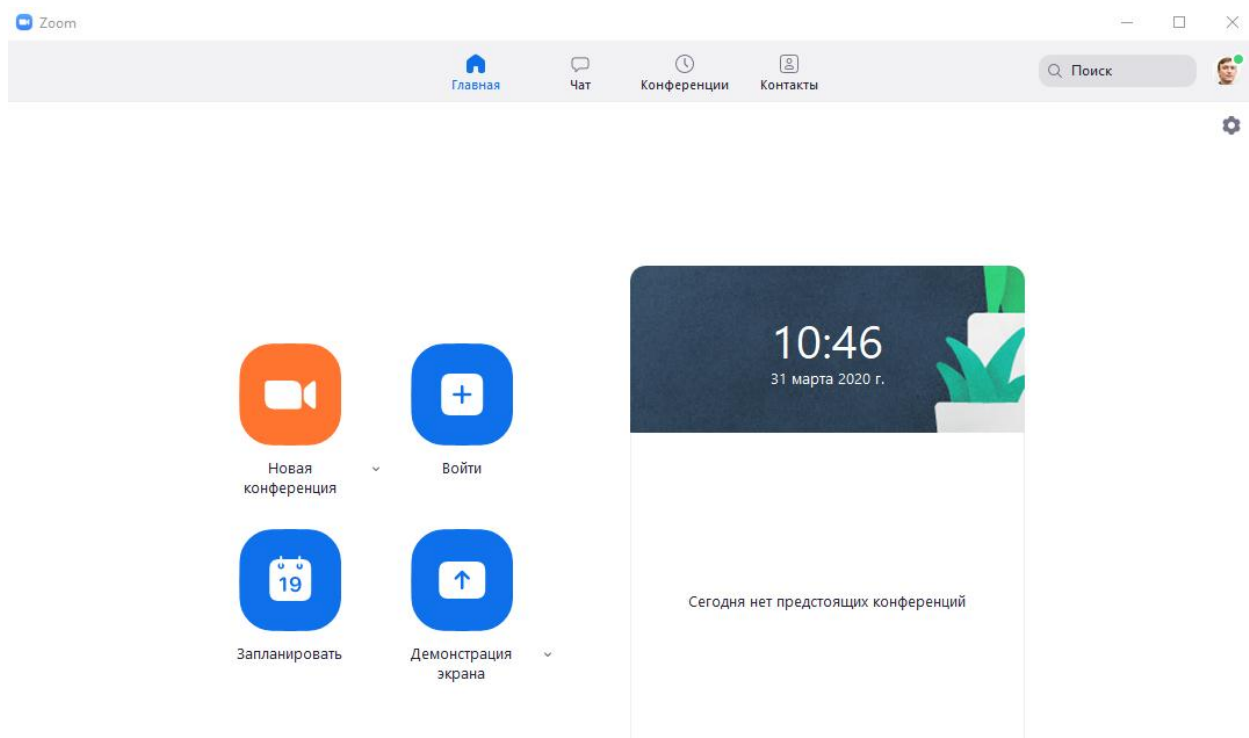 Zoom
Главная
Чат
Конференции
Контакты
Поиск
10:46
31 марта 2020 г.
Новая
конференция
Войти
19
Запланировать
Демонстрация
экрана
Сегодня нет предстоящих конференций